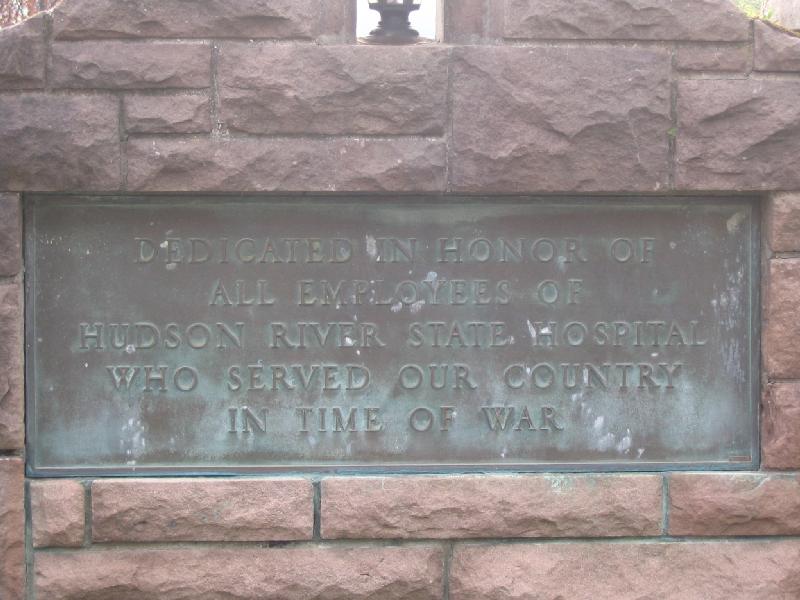 DEDICATED IN HONOR OF
ALL EMPLOYEES OF
HUDSON RIVER STATE HOSPITAL
WHO SERVED OUR COUNTRY
IN TIME OF WAR